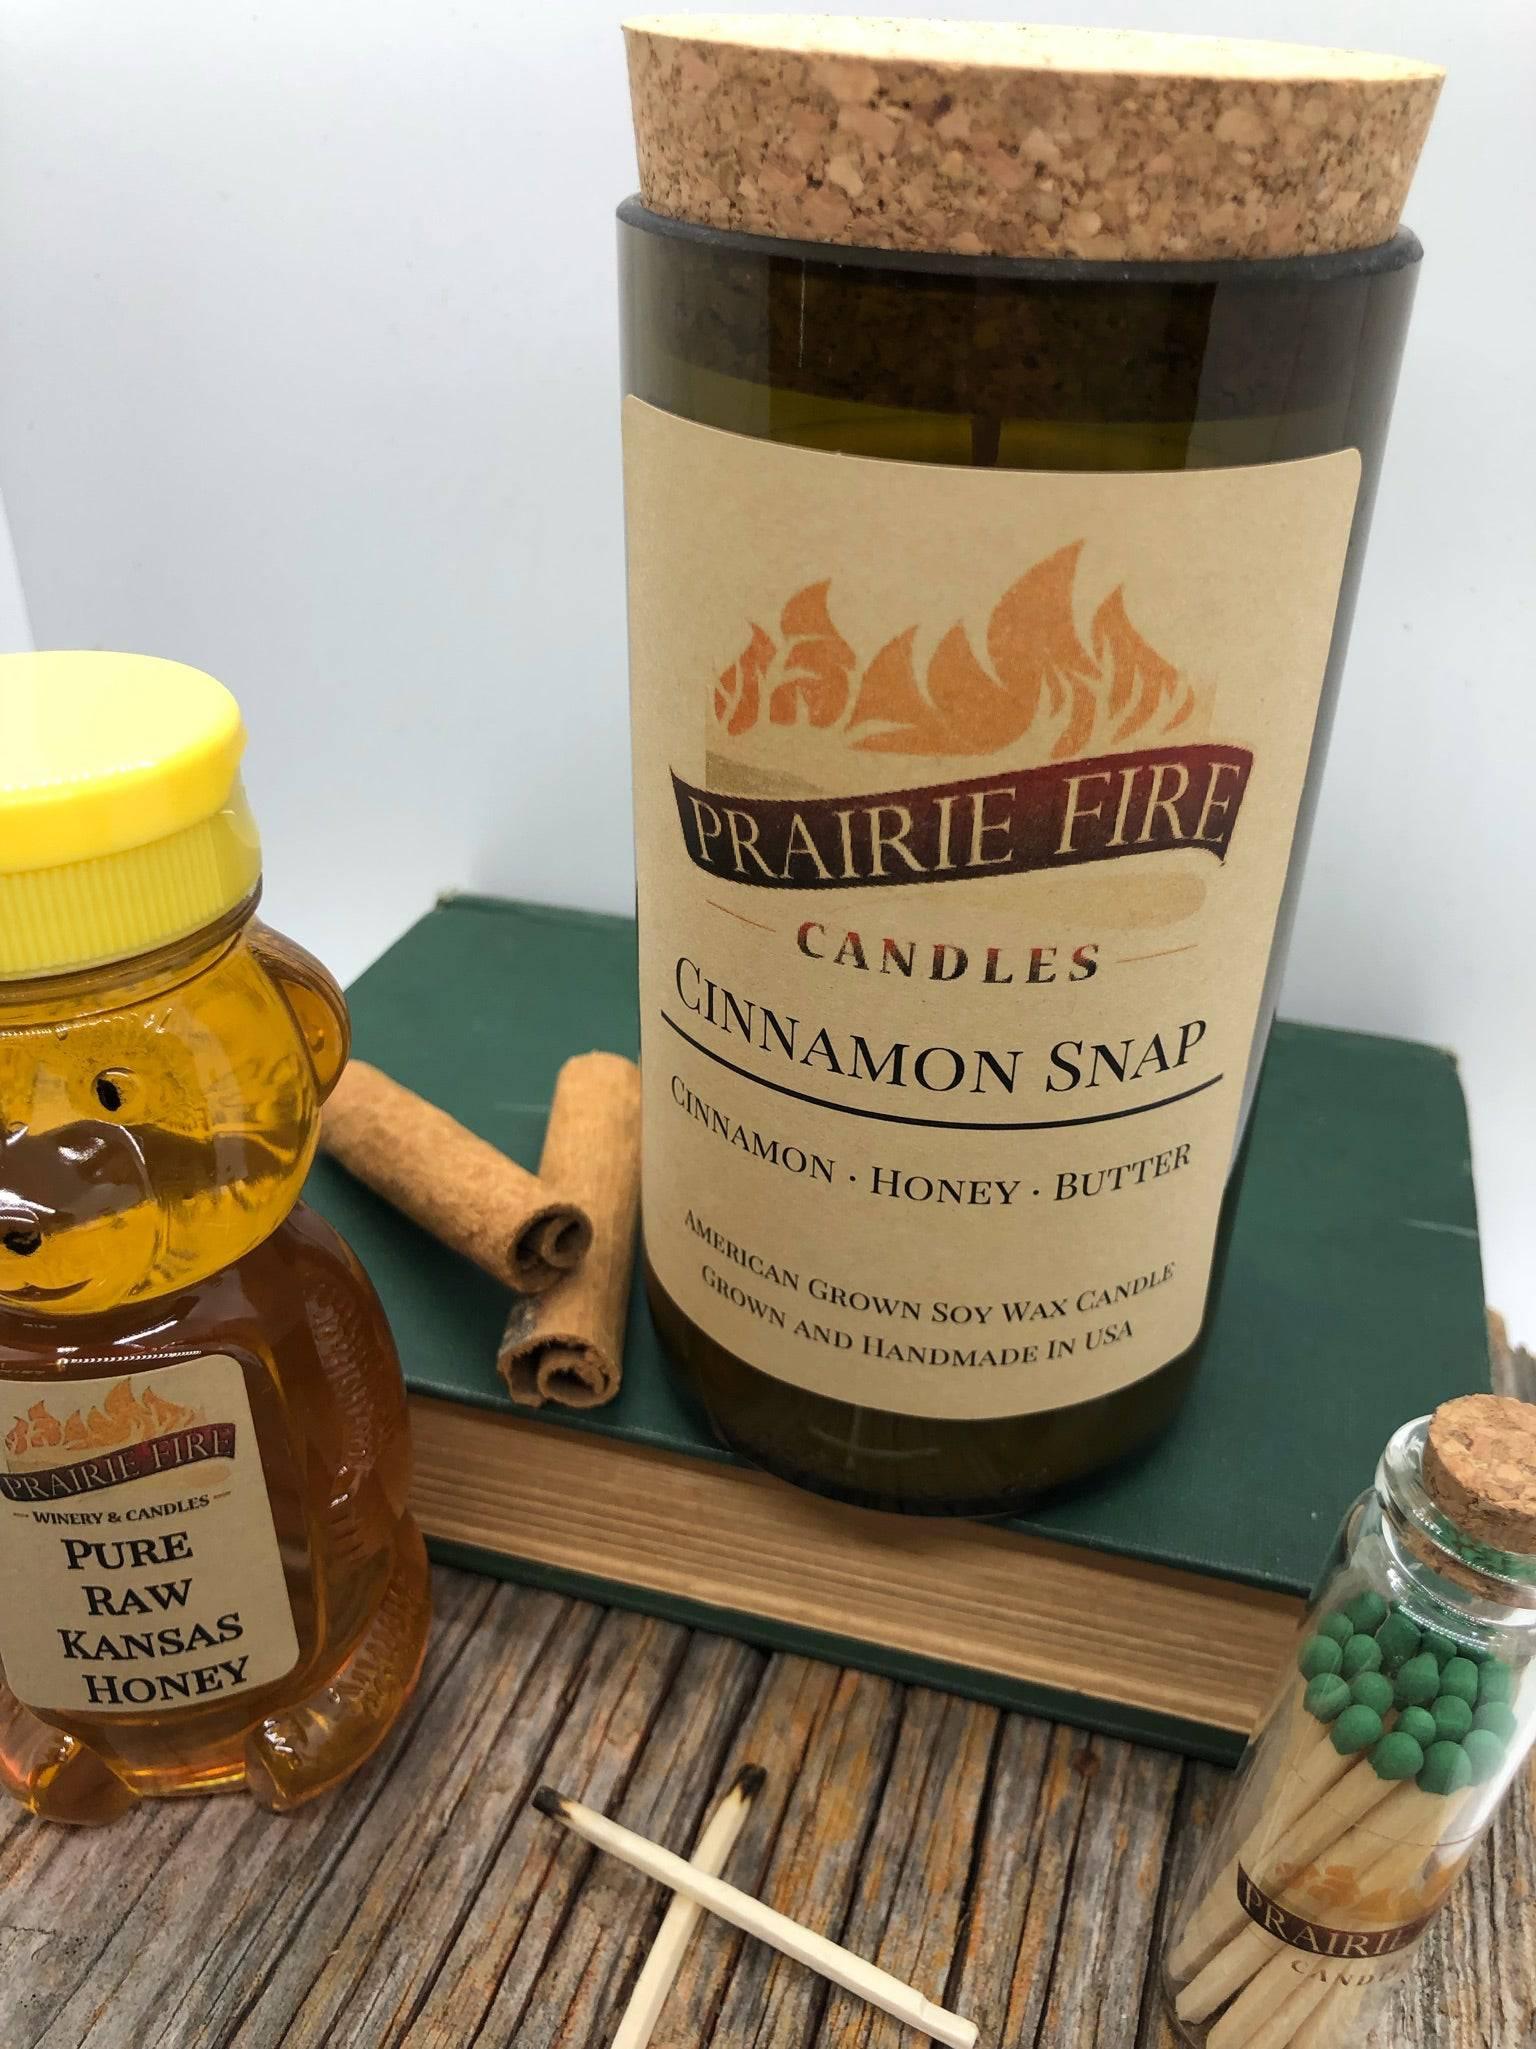 PRAIRIE FIRE
CANDLES
CINNAMON SNAP
CINNAMON · HONEY · BUTTER
AMERICAN GROWN SOY WAX CANDLE
GROWN AND HANDMADE IN USA
PRAIRIE FIRE
WINERY & CANDLES
PURE
RAW
KANSAS
HONEY
PRAIRIE